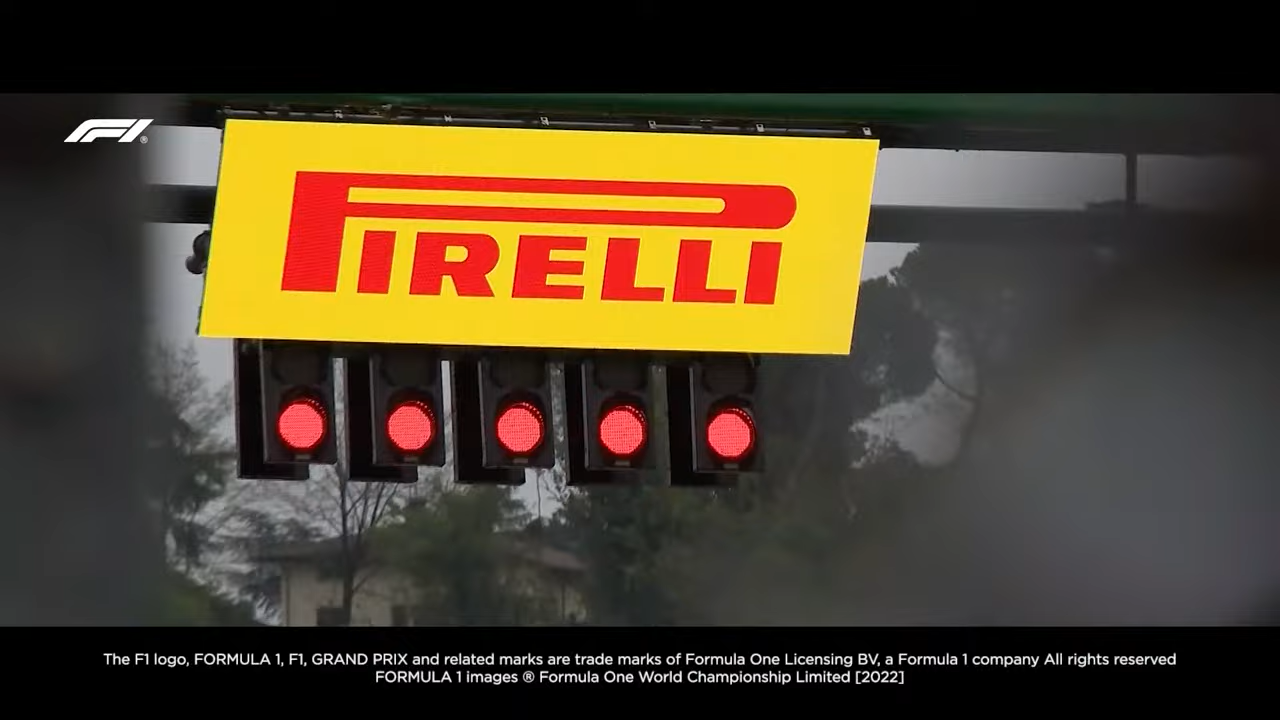 F1®
PIRELLI
The F1 logo, FORMULA 1, F1, GRAND PRIX and related marks are trade marks of Formula One Licensing BV, a Formula 1 company All rights reserved
FORMULA 1 images ® Formula One World Championship Limited [2022]